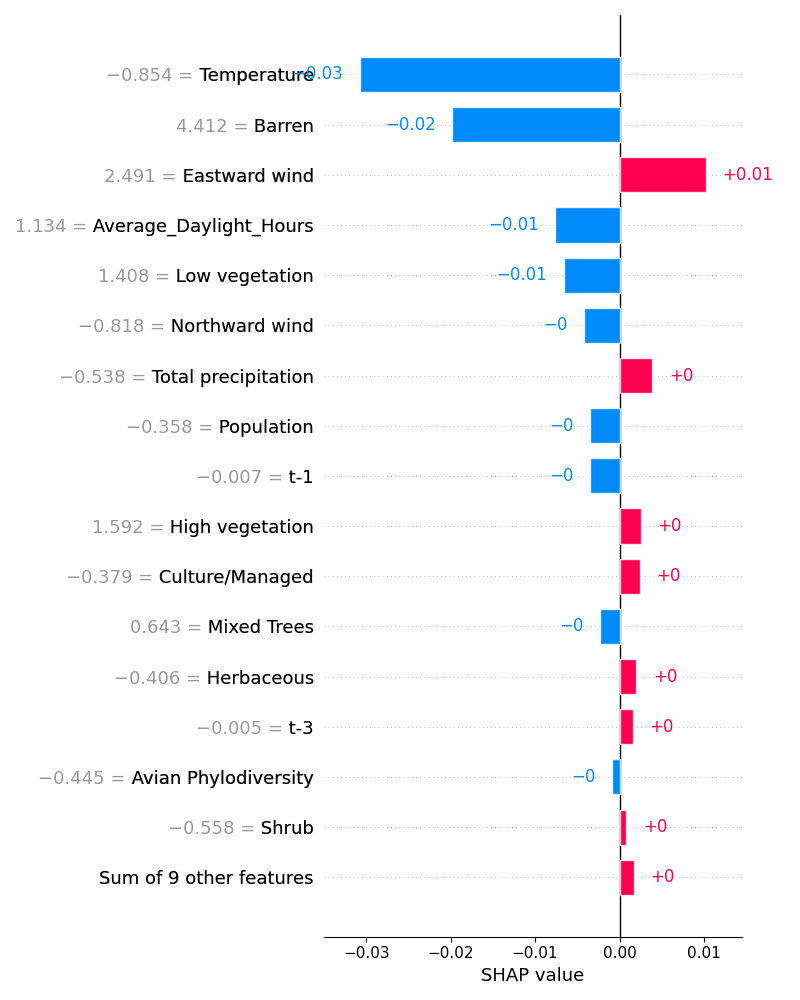 −0.854 = Temperature −0.03
4.412 = Barren −0.02
2.491 = Eastward wind +0.01
1.134 = Average_Daylight_Hours −0.01
1.408 = Low vegetation −0.01
−0.818 = Northward wind −0
−0.538 = Total precipitation +0
−0.358 = Population −0
−0.007 = t-1 −0
1.592 = High vegetation +0
−0.379 = Culture/Managed +0
0.643 = Mixed Trees −0
−0.406 = Herbaceous +0
−0.005 = t-3 +0
−0.445 = Avian Phylodiversity −0
−0.558 = Shrub +0
Sum of 9 other features +0
−0.03 −0.02 −0.01 0.00 0.01
SHAP value